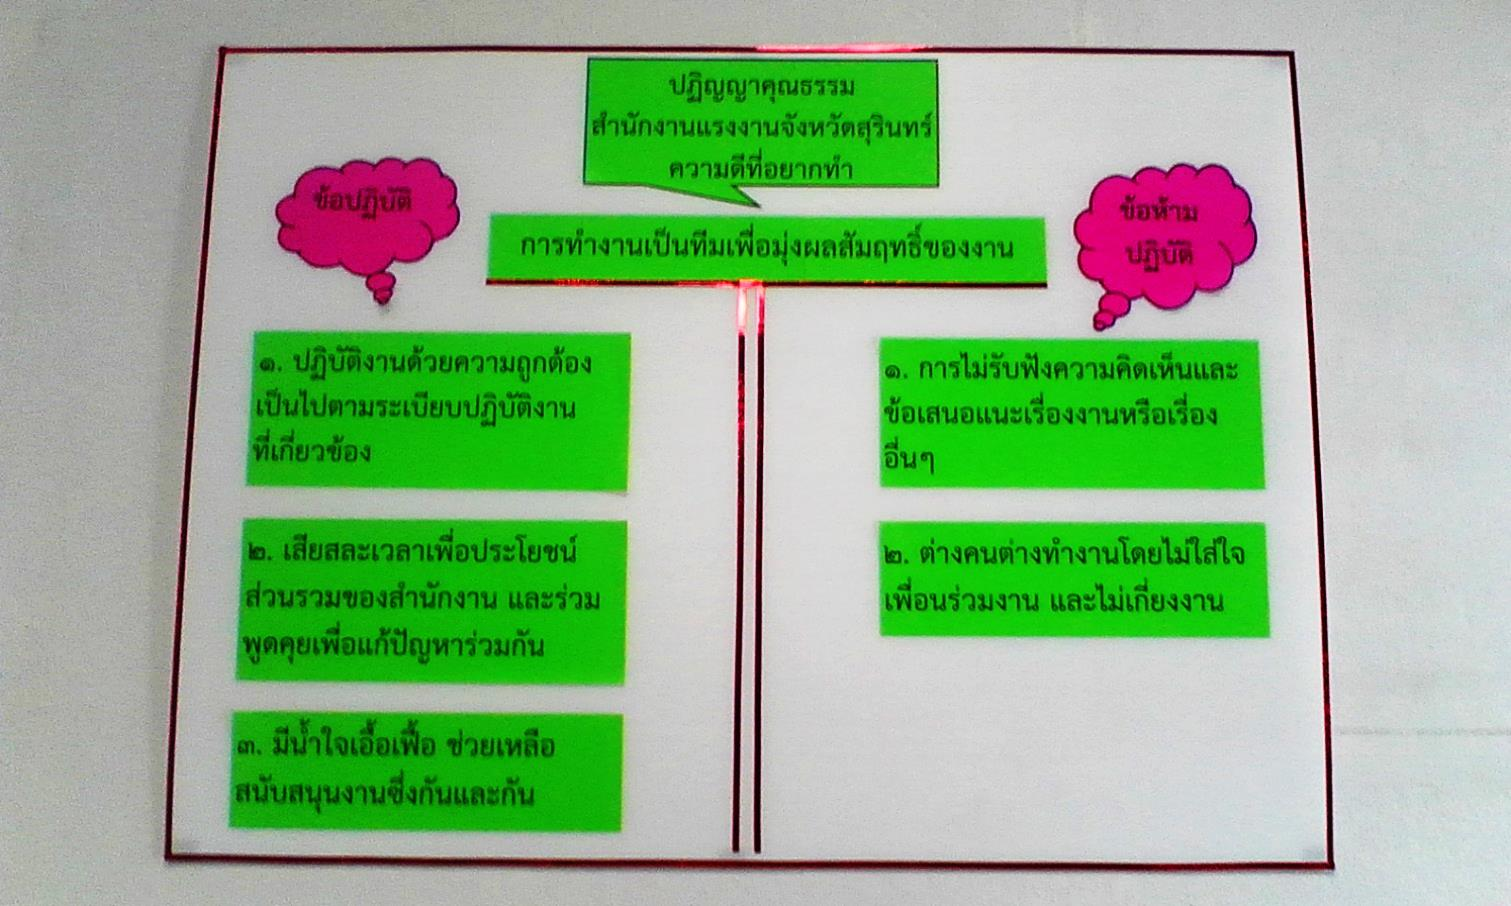 ปฏิญญาคุณธรรม
สำนักงานแรงงานจังหวัดสุรินทร์
ความดีที่อยากทำ
การทำงานเป็นทีมเพื่อมุ่งผลสัมฤทธิ์ของงาน
ข้อปฏิบัติ
๑. ปฏิบัติงานด้วยความถูกต้อง
เป็นไปตามระเบียบปฏิบัติงาน
ที่เกี่ยวข้อง
๒. เสียสละเวลาเพื่อประโยชน์
ส่วนรวมของสำนักงาน และร่วม
พูดคุยเพื่อแก้ปัญหาร่วมกัน
๓. มีน้ำใจเอื้อเฟื้อ ช่วยเหลือ
สนับสนุนงานซึ่งกันและกัน
ข้อห้าม
ปฏิบัติ
๑. การไม่รับฟังความคิดเห็นและ
ข้อเสนอแนะเรื่องงานหรือเรื่อง
อื่นๆ
๒. ต่างคนต่างทำงานโดยไม่ใส่ใจ
เพื่อนร่วมงาน และไม่เกี่ยงงาน